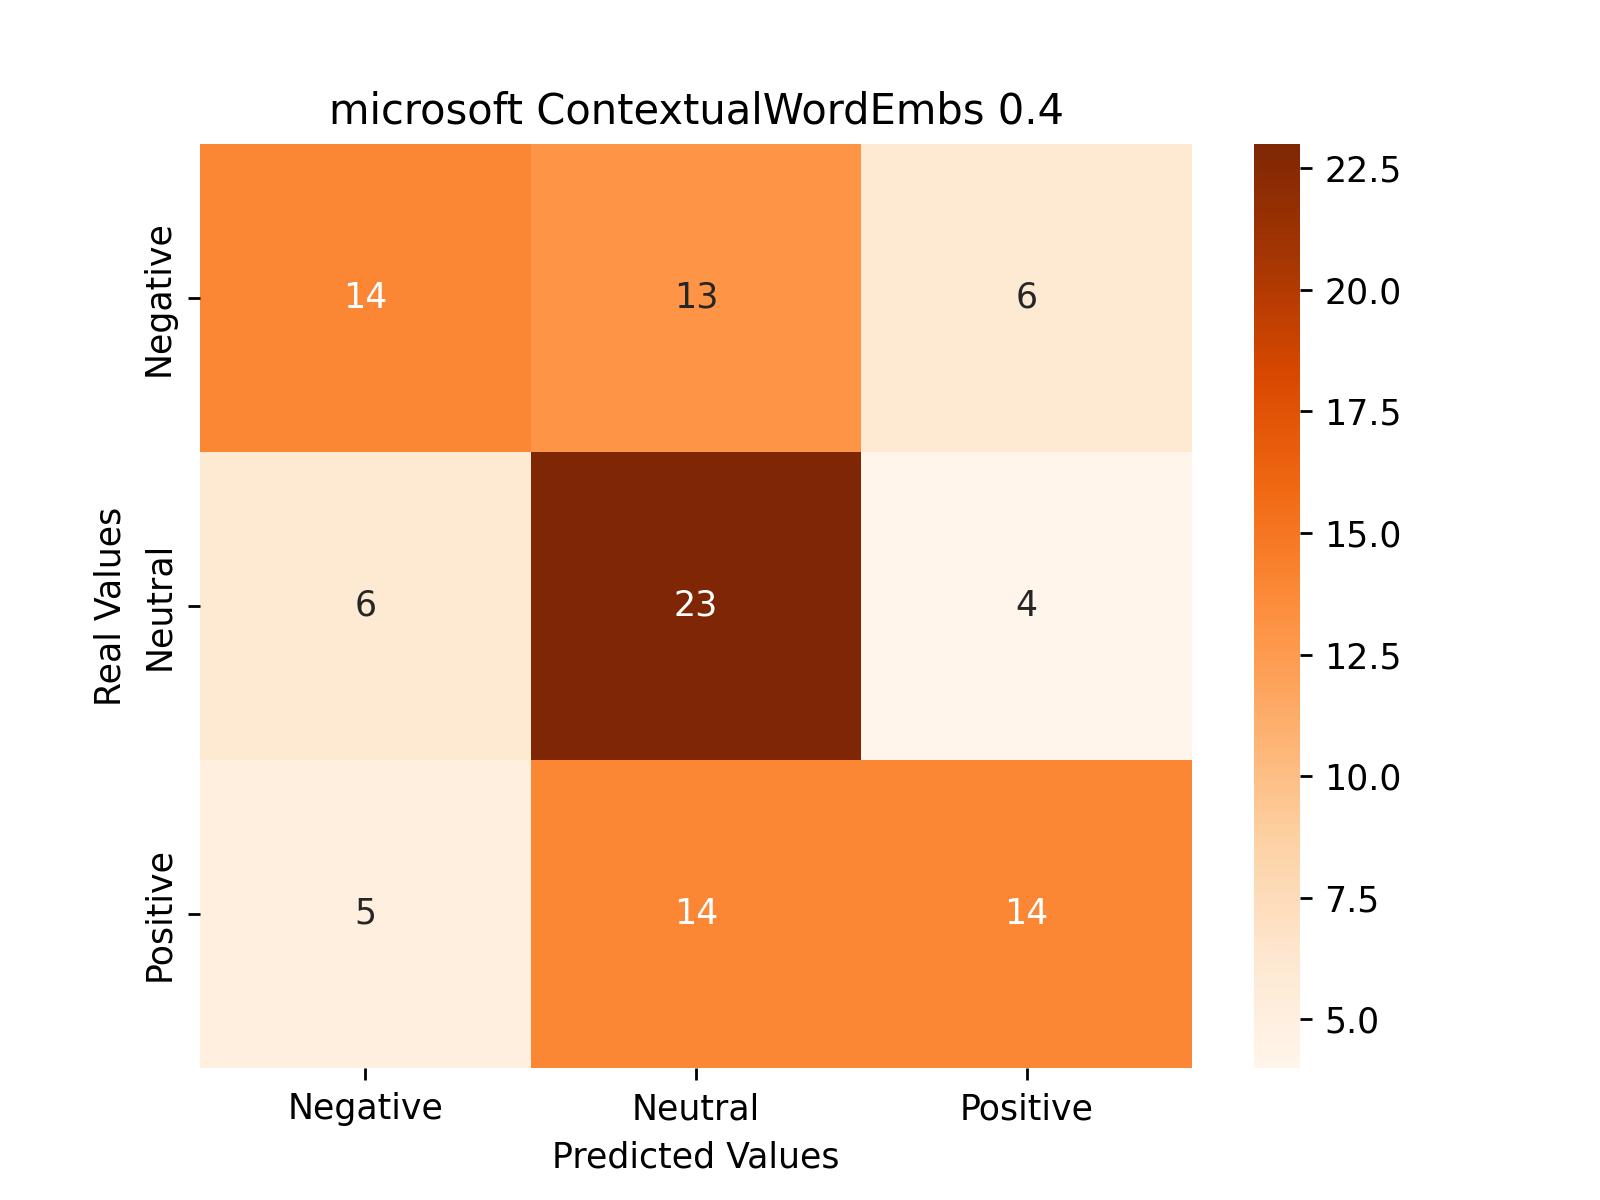 microsoft ContextualWordEmbs 0.4
Real Values
Negative
14 13 6
Neutral
6 23 4
Positive
5 14 14
Negative Neutral Positive
Predicted Values
22.5
20.0
17.5
15.0
12.5
10.0
7.5
5.0